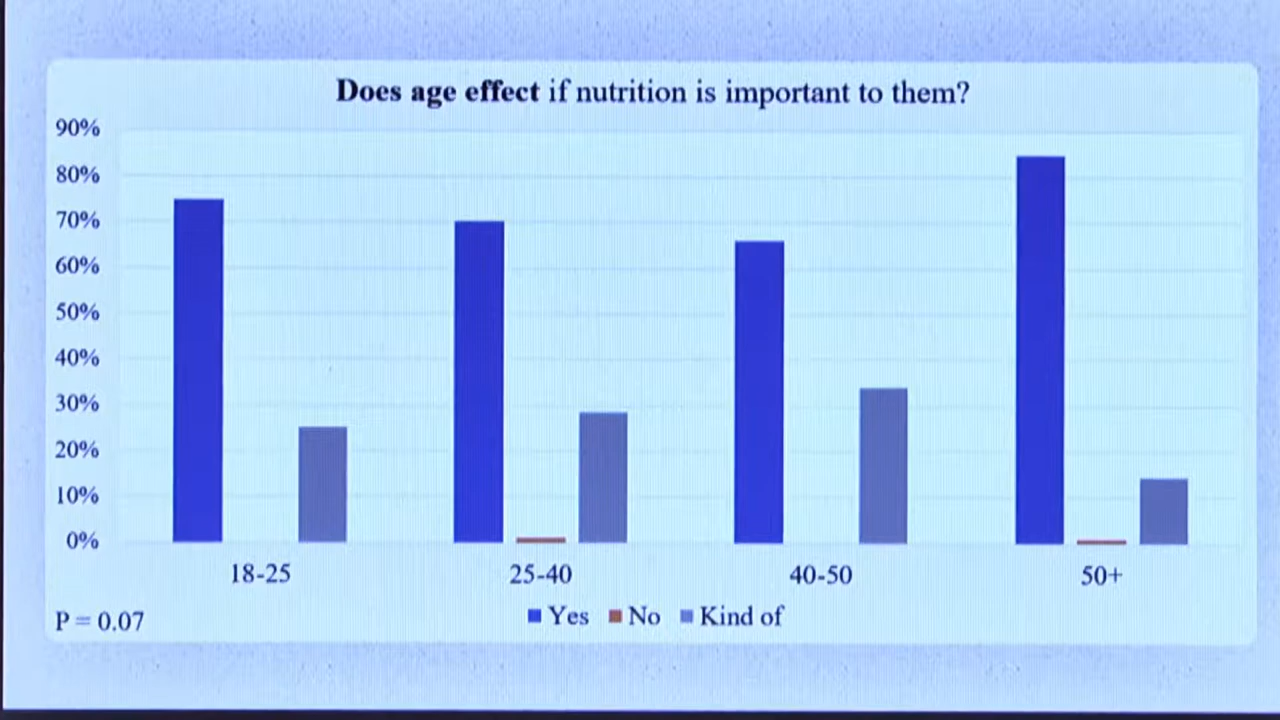 Does age effect if nutrition is important to them?
90%
80%
70%
60%
50%
40%
30%
20%
10%
0%
18-25 25-40 40-50 50+
P = 0.07
Yes No Kind of